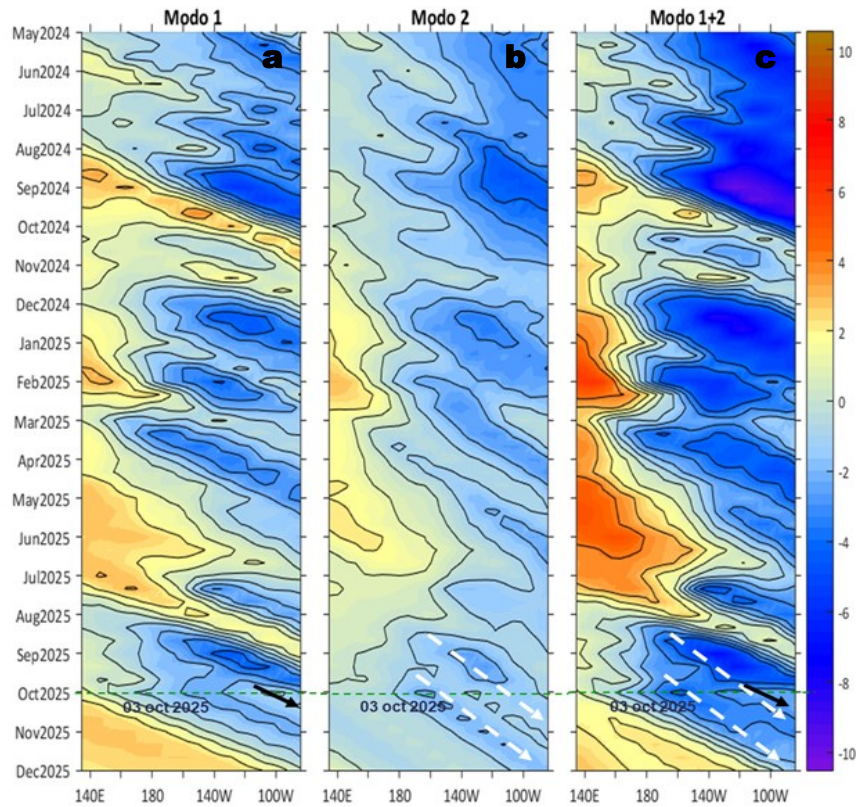 Modo 1 Modo 2 Modo 1+2
a b c
May2024
Jun2024
Jul2024
Aug2024
Sep2024
Oct2024
Nov2024
Dec2024
Jan2025
Feb2025
Mar2025
Apr2025
May2025
Jun2025
Jul2025
Aug2025
Sep2025
Oct2025
Nov2025
Dec2025
03 oct 2025 03 oct 2025 03 oct 2025
140E 180 140W 100W 140E 180 140W 100W 140E 180 140W 100W
10
8
6
4
2
0
-2
-4
-6
-8
-10